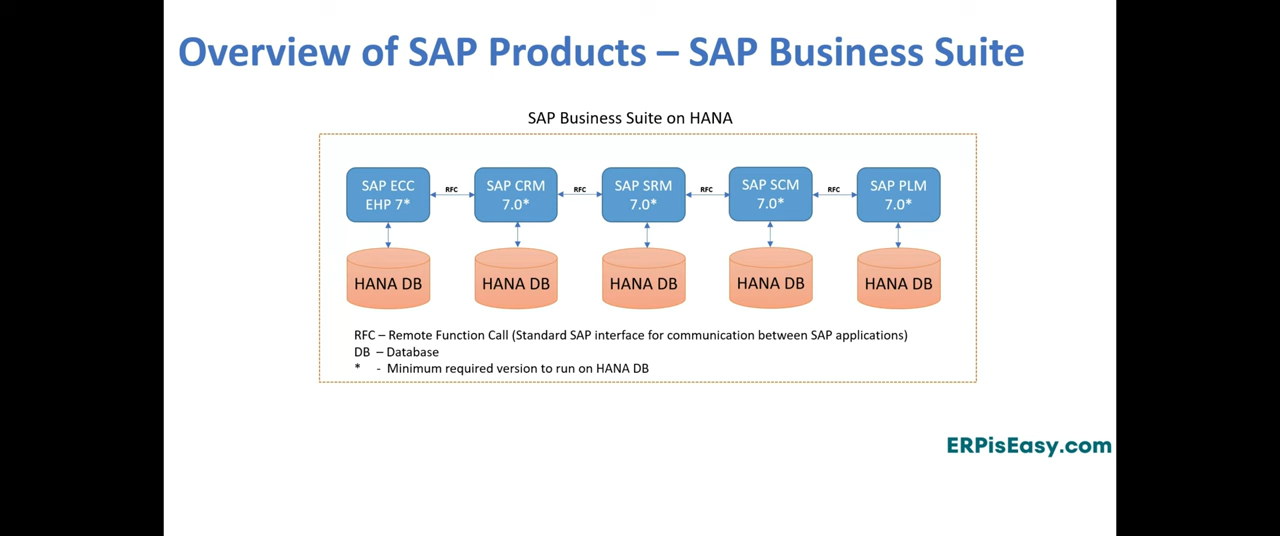 Overview of SAP Products – SAP Business Suite
SAP Business Suite on HANA
SAP ECC
EHP 7*
RFC
SAP CRM
7.0*
RFC
SAP SRM
7.0*
RFC
SAP SCM
7.0*
RFC
SAP PLM
7.0*
HANA DB
HANA DB
HANA DB
HANA DB
HANA DB
RFC – Remote Function Call (Standard SAP interface for communication between SAP applications)
DB – Database
* - Minimum required version to run on HANA DB
ERPisEasy.com